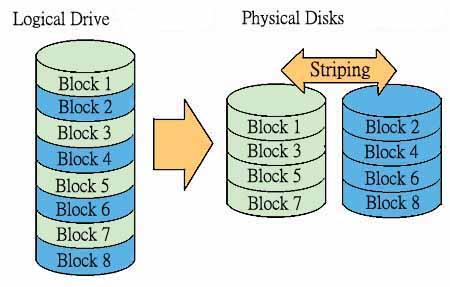 Logical Drive
Physical Disks
Striping
Block 1
Block 2
Block 3
Block 4
Block 5
Block 6
Block 7
Block 8
Block 1
Block 3
Block 5
Block 7
Block 2
Block 4
Block 6
Block 8